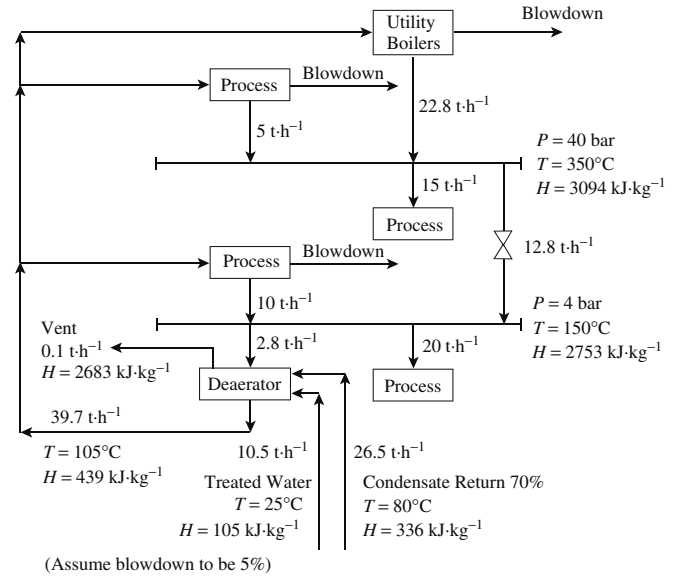 Blowdown
Utility
Boilers
Process
Blowdown
22.8 t·h⁻¹
5 t·h⁻¹
P = 40 bar
T = 350°C
H = 3094 kJ·kg⁻¹
15 t·h⁻¹
Process
12.8 t·h⁻¹
Process
Blowdown
10 t·h⁻¹
P = 4 bar
T = 150°C
H = 2753 kJ·kg⁻¹
Vent
0.1 t·h⁻¹
H = 2683 kJ·kg⁻¹
2.8 t·h⁻¹
20 t·h⁻¹
Deaerator
Process
39.7 t·h⁻¹
T = 105°C
H = 439 kJ·kg⁻¹
10.5 t·h⁻¹
Treated Water
T = 25°C
H = 105 kJ·kg⁻¹
26.5 t·h⁻¹
Condensate Return 70%
T = 80°C
H = 336 kJ·kg⁻¹
(Assume blowdown to be 5%)